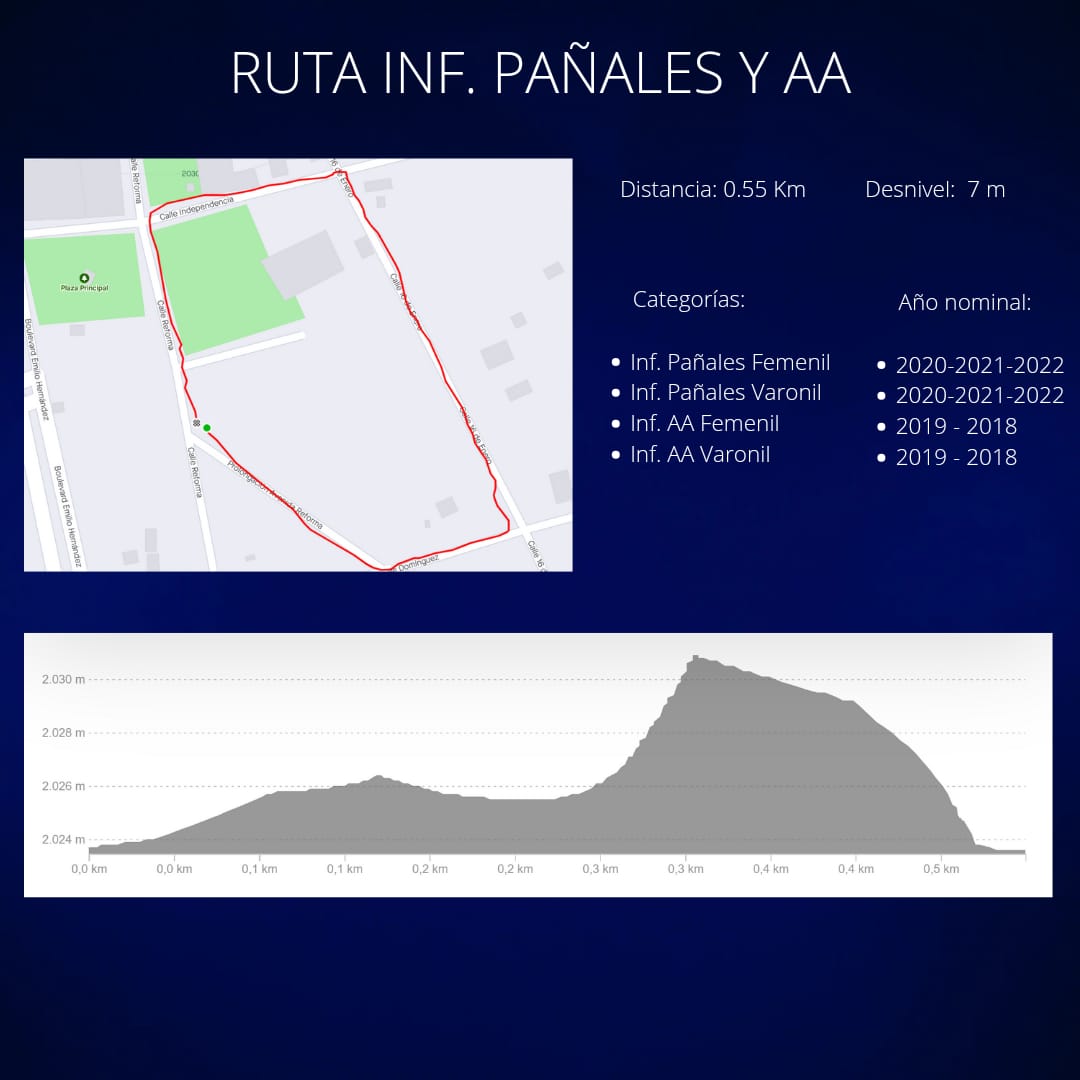 RUTA INF. PAÑALES Y AA
Distancia: 0.55 Km
Desnivel: 7 m
2030
Calle Reforma
16 de Enero
Calle Independencia
Plaza Principal
Calle Reforma
Calle 16 de Enero
Boulevard Emilio Hernández
Calle 16 de Enero
Calle Reforma
Prolongación Avenida Reforma
Boulevard Emilio Hernández
Domínguez
Calle 16 de
Categorías:
Inf. Pañales Femenil
Inf. Pañales Varonil
Inf. AA Femenil
Inf. AA Varonil
Año nominal:
2020-2021-2022
2020-2021-2022
2019 - 2018
2019 - 2018
2.030 m
2.028 m
2.026 m
2.024 m
0,0 km
0,0 km
0,1 km
0,1 km
0,2 km
0,2 km
0,3 km
0,3 km
0,4 km
0,4 km
0,5 km